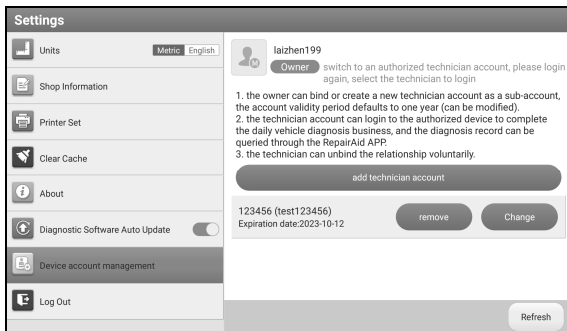 Settings
Units
Metric English
Shop Information
Printer Set
Clear Cache
About
Diagnostic Software Auto Update
Device account management
Log Out
laizhen199
Owner switch to an authorized technician account, please login
again, select the technician to login
1. the owner can bind or create a new technician account as a sub-account,
the account validity period defaults to one year (can be modified).
2. the technician account can login to the authorized device to complete
the daily vehicle diagnosis business, and the diagnosis record can be
queried through the RepairAid APP.
3. the technician can unbind the relationship voluntarily.
add technician account
123456 (test123456)
Expiration date:2023-10-12
remove
Change
Refresh